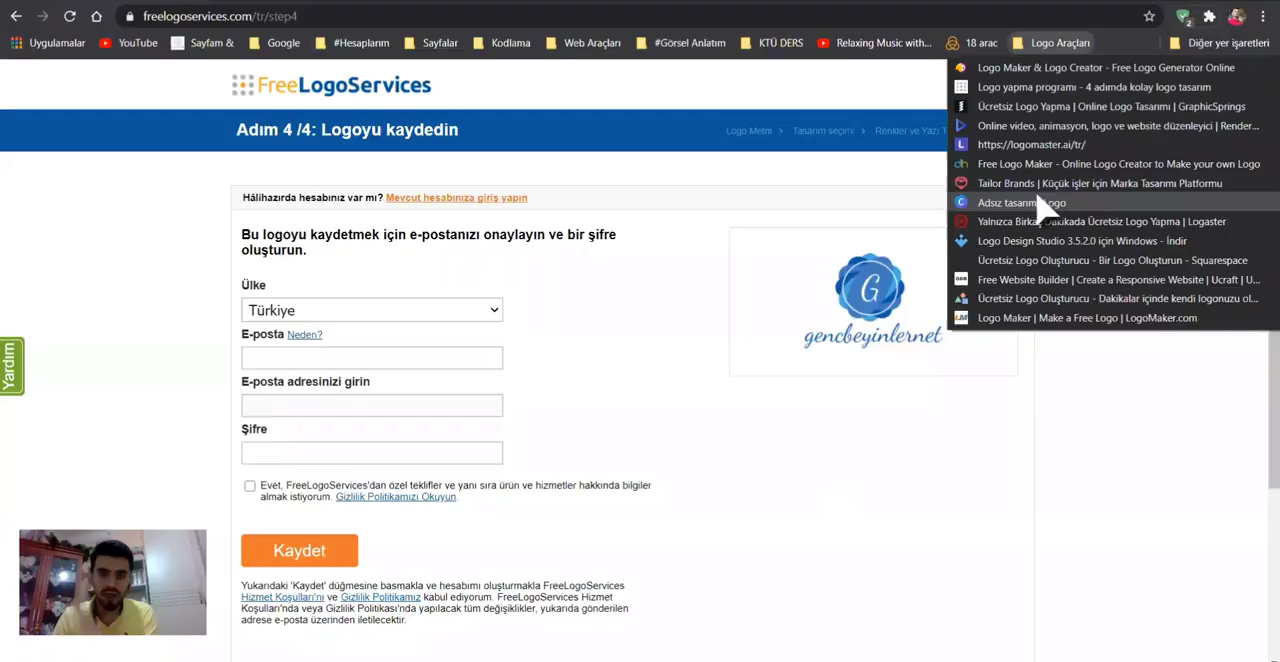 freelogoservices.com/tr/step4
2
Uygulamalar
YouTube
Sayfam &
Google
#Hesaplarım
Sayfalar
Kodlama
Web Araçları
#Görsel Anlatım
KTÜ DERS
Relaxing Music with...
18 arac
Logo Araçları
Diğer yer işaretleri
FreeLogoServices
Adım 4 /4: Logoyu kaydedin
Logo Metni > Tasarım seçimi > Renkler ve Yazı
Logo Maker & Logo Creator - Free Logo Generator Online
Logo yapma programı - 4 adımda kolay logo tasarım
Ücretsiz Logo Yapma | Online Logo Tasarımı | GraphicSprings
Online video, animasyon, logo ve website düzenleyici | Render...
https://logomaster.ai/tr/
Free Logo Maker - Online Logo Creator to Make your own Logo
Tailor Brands | Küçük işler için Marka Tasarımı Platformu
Adsız tasarım Logo
Yalnızca Birkaç Dakikada Ücretsiz Logo Yapma | Logaster
Logo Design Studio 3.5.2.0 için Windows - İndir
Ücretsiz Logo Oluşturucu - Bir Logo Oluşturun - Squarespace
Free Website Builder | Create a Responsive Website | Ucraft | U...
Ücretsiz Logo Oluşturucu - Dakikalar içinde kendi logonuzu ol...
Logo Maker | Make a Free Logo | LogoMaker.com
Hâlihazırda hesabınız var mı? Mevcut hesabınıza giriş yapın
Bu logoyu kaydetmek için e-postanızı onaylayın ve bir şifre
oluşturun.
Ülke
Türkiye
E-posta Neden?
E-posta adresinizi girin
Şifre
Evet, FreeLogoServices'dan özel teklifler ve yanı sıra ürün ve hizmetler hakkında bilgiler
almak istiyorum. Gizlilik Politikamızı Okuyun.
Kaydet
Yukarıdaki 'Kaydet' düğmesine basmakla ve hesabımı oluşturmakla FreeLogoServices
Hizmet Koşulları'nı ve Gizlilik Politikamız kabul ediyorum. FreeLogoServices Hizmet
Koşulları'nda veya Gizlilik Politikası'nda yapılacak tüm değişiklikler, yukarıda gönderilen
adrese e-posta üzerinden iletilecektir.
G
gencbeyinlernet
Yardım